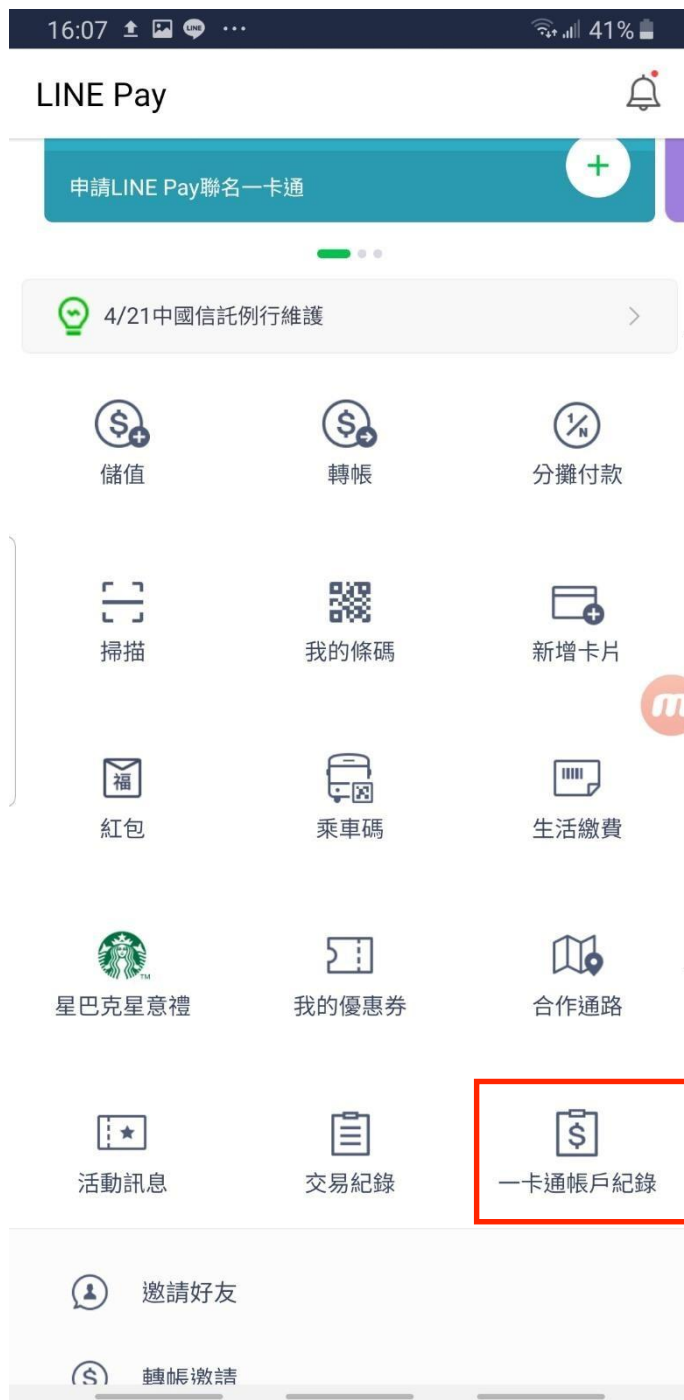 16:07 41%
LINE Pay
申請LINE Pay聯名一卡通
4/21中國信託例行維護
儲值 轉帳 分攤付款
掃描 我的條碼 新增卡片
福
紅包 乘車碼 生活繳費
星巴克星意禮 我的優惠券 合作通路
活動訊息 交易紀錄 一卡通帳戶紀錄
邀請好友
轉帳邀請